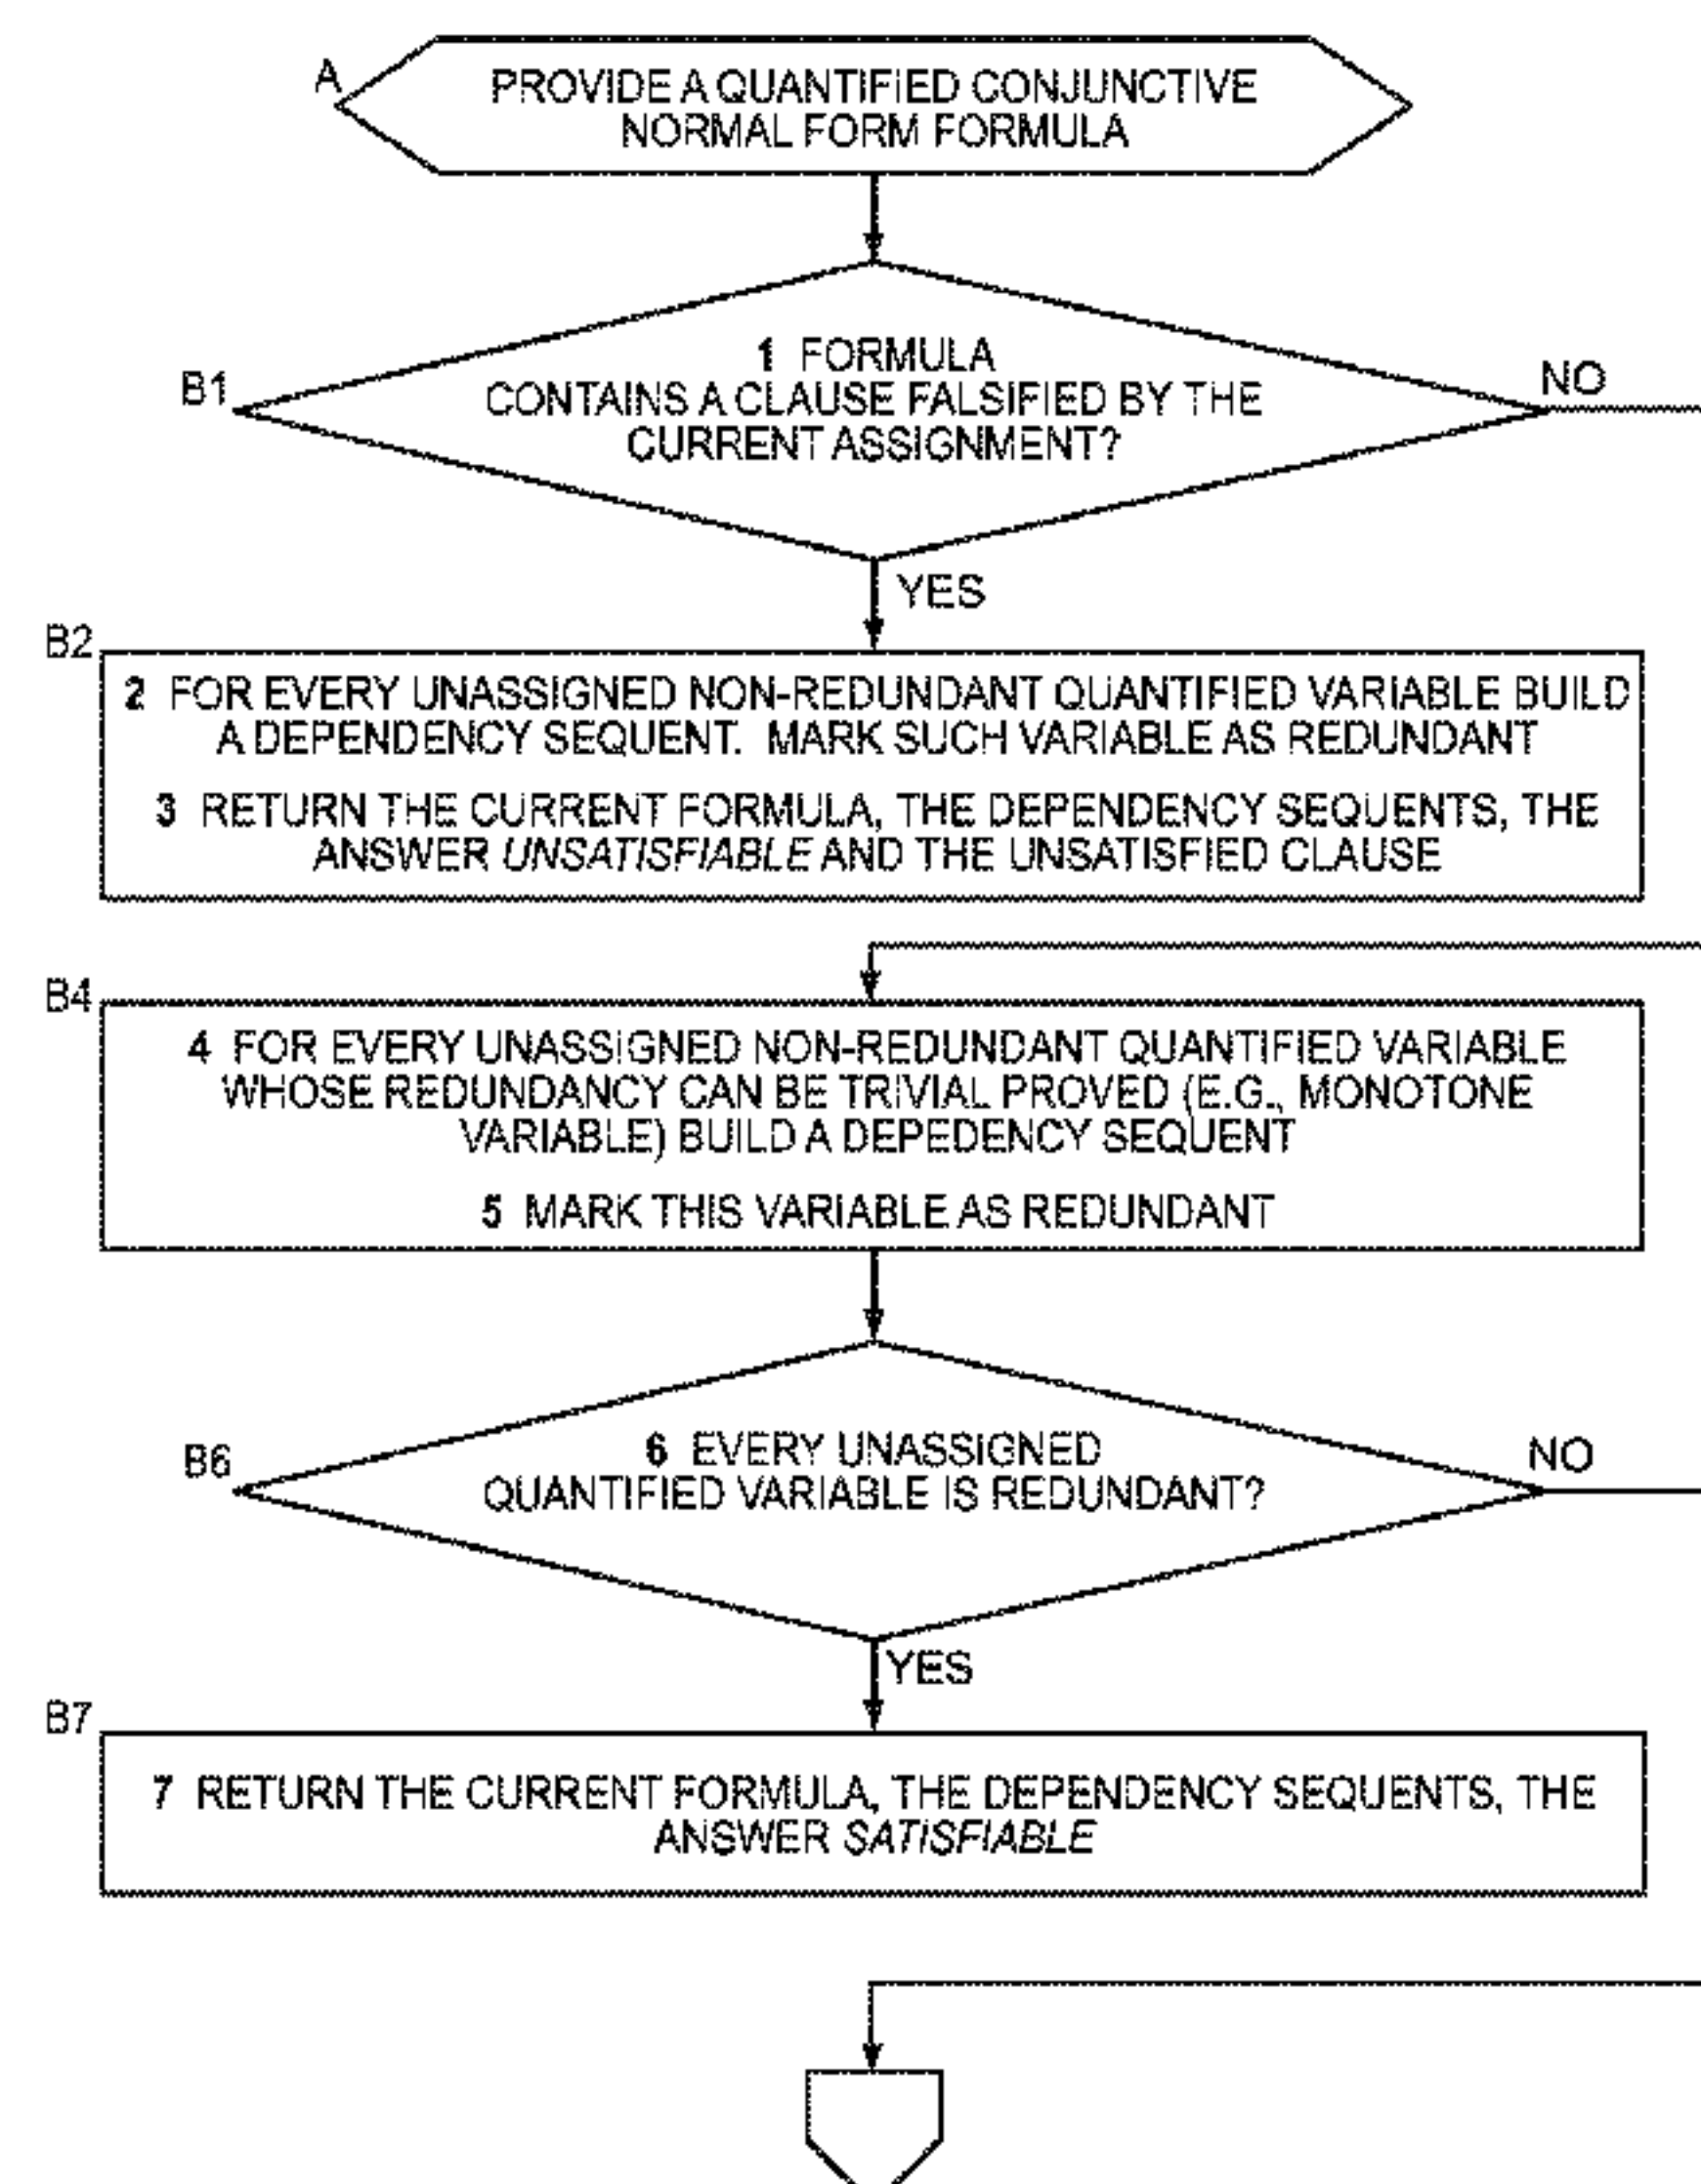 A
PROVIDE A QUANTIFIED CONJUNCTIVE
NORMAL FORM FORMULA
B1
1 FORMULA
CONTAINS A CLAUSE FALSIFIED BY THE
CURRENT ASSIGNMENT?
NO
YES
B2
2 FOR EVERY UNASSIGNED NON-REDUNDANT QUANTIFIED VARIABLE BUILD
A DEPENDENCY SEQUENT. MARK SUCH VARIABLE AS REDUNDANT
3 RETURN THE CURRENT FORMULA, THE DEPENDENCY SEQUENTS, THE
ANSWER UNSATISFIABLE AND THE UNSATISFIED CLAUSE
B4
4 FOR EVERY UNASSIGNED NON-REDUNDANT QUANTIFIED VARIABLE
WHOSE REDUNDANCY CAN BE TRIVIAL PROVED (E.G., MONOTONE
VARIABLE) BUILD A DEPEDENCY SEQUENT
5 MARK THIS VARIABLE AS REDUNDANT
B6
6 EVERY UNASSIGNED
QUANTIFIED VARIABLE IS REDUNDANT?
NO
YES
B7
7 RETURN THE CURRENT FORMULA, THE DEPENDENCY SEQUENTS, THE
ANSWER SATISFIABLE